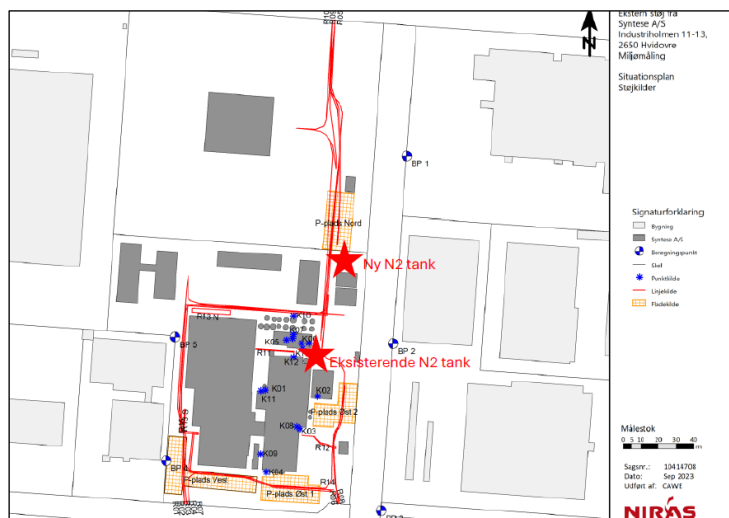 Ekstern støj fra
Syntese A/S
Industriholmen 11-13,
2650 Hvidovre
Miljømåling
Situationsplan
Støjkilder
N
BP 1
P-plads Nord
Ny N2 tank
R13 N
K10
K07
K05
K06
BP 5
BP 2
R11
K12
Eksisterende N2 tank
K01
K11
K02
P-plads Øst 2
K08
K03
R12
K09
BP 4
K04
P-plads Vest
R14
P-plads Øst 1
Signaturforklaring
Bygning
Syntese A/S
Beregningspunkt
Skel
Punktkilde
Linjekilde
Fladekilde
Målestok
0 5 10 20 30 40
m
Sagsnr.: 10414708
Dato: Sep 2023
Udført af: CAWE
NIRAS